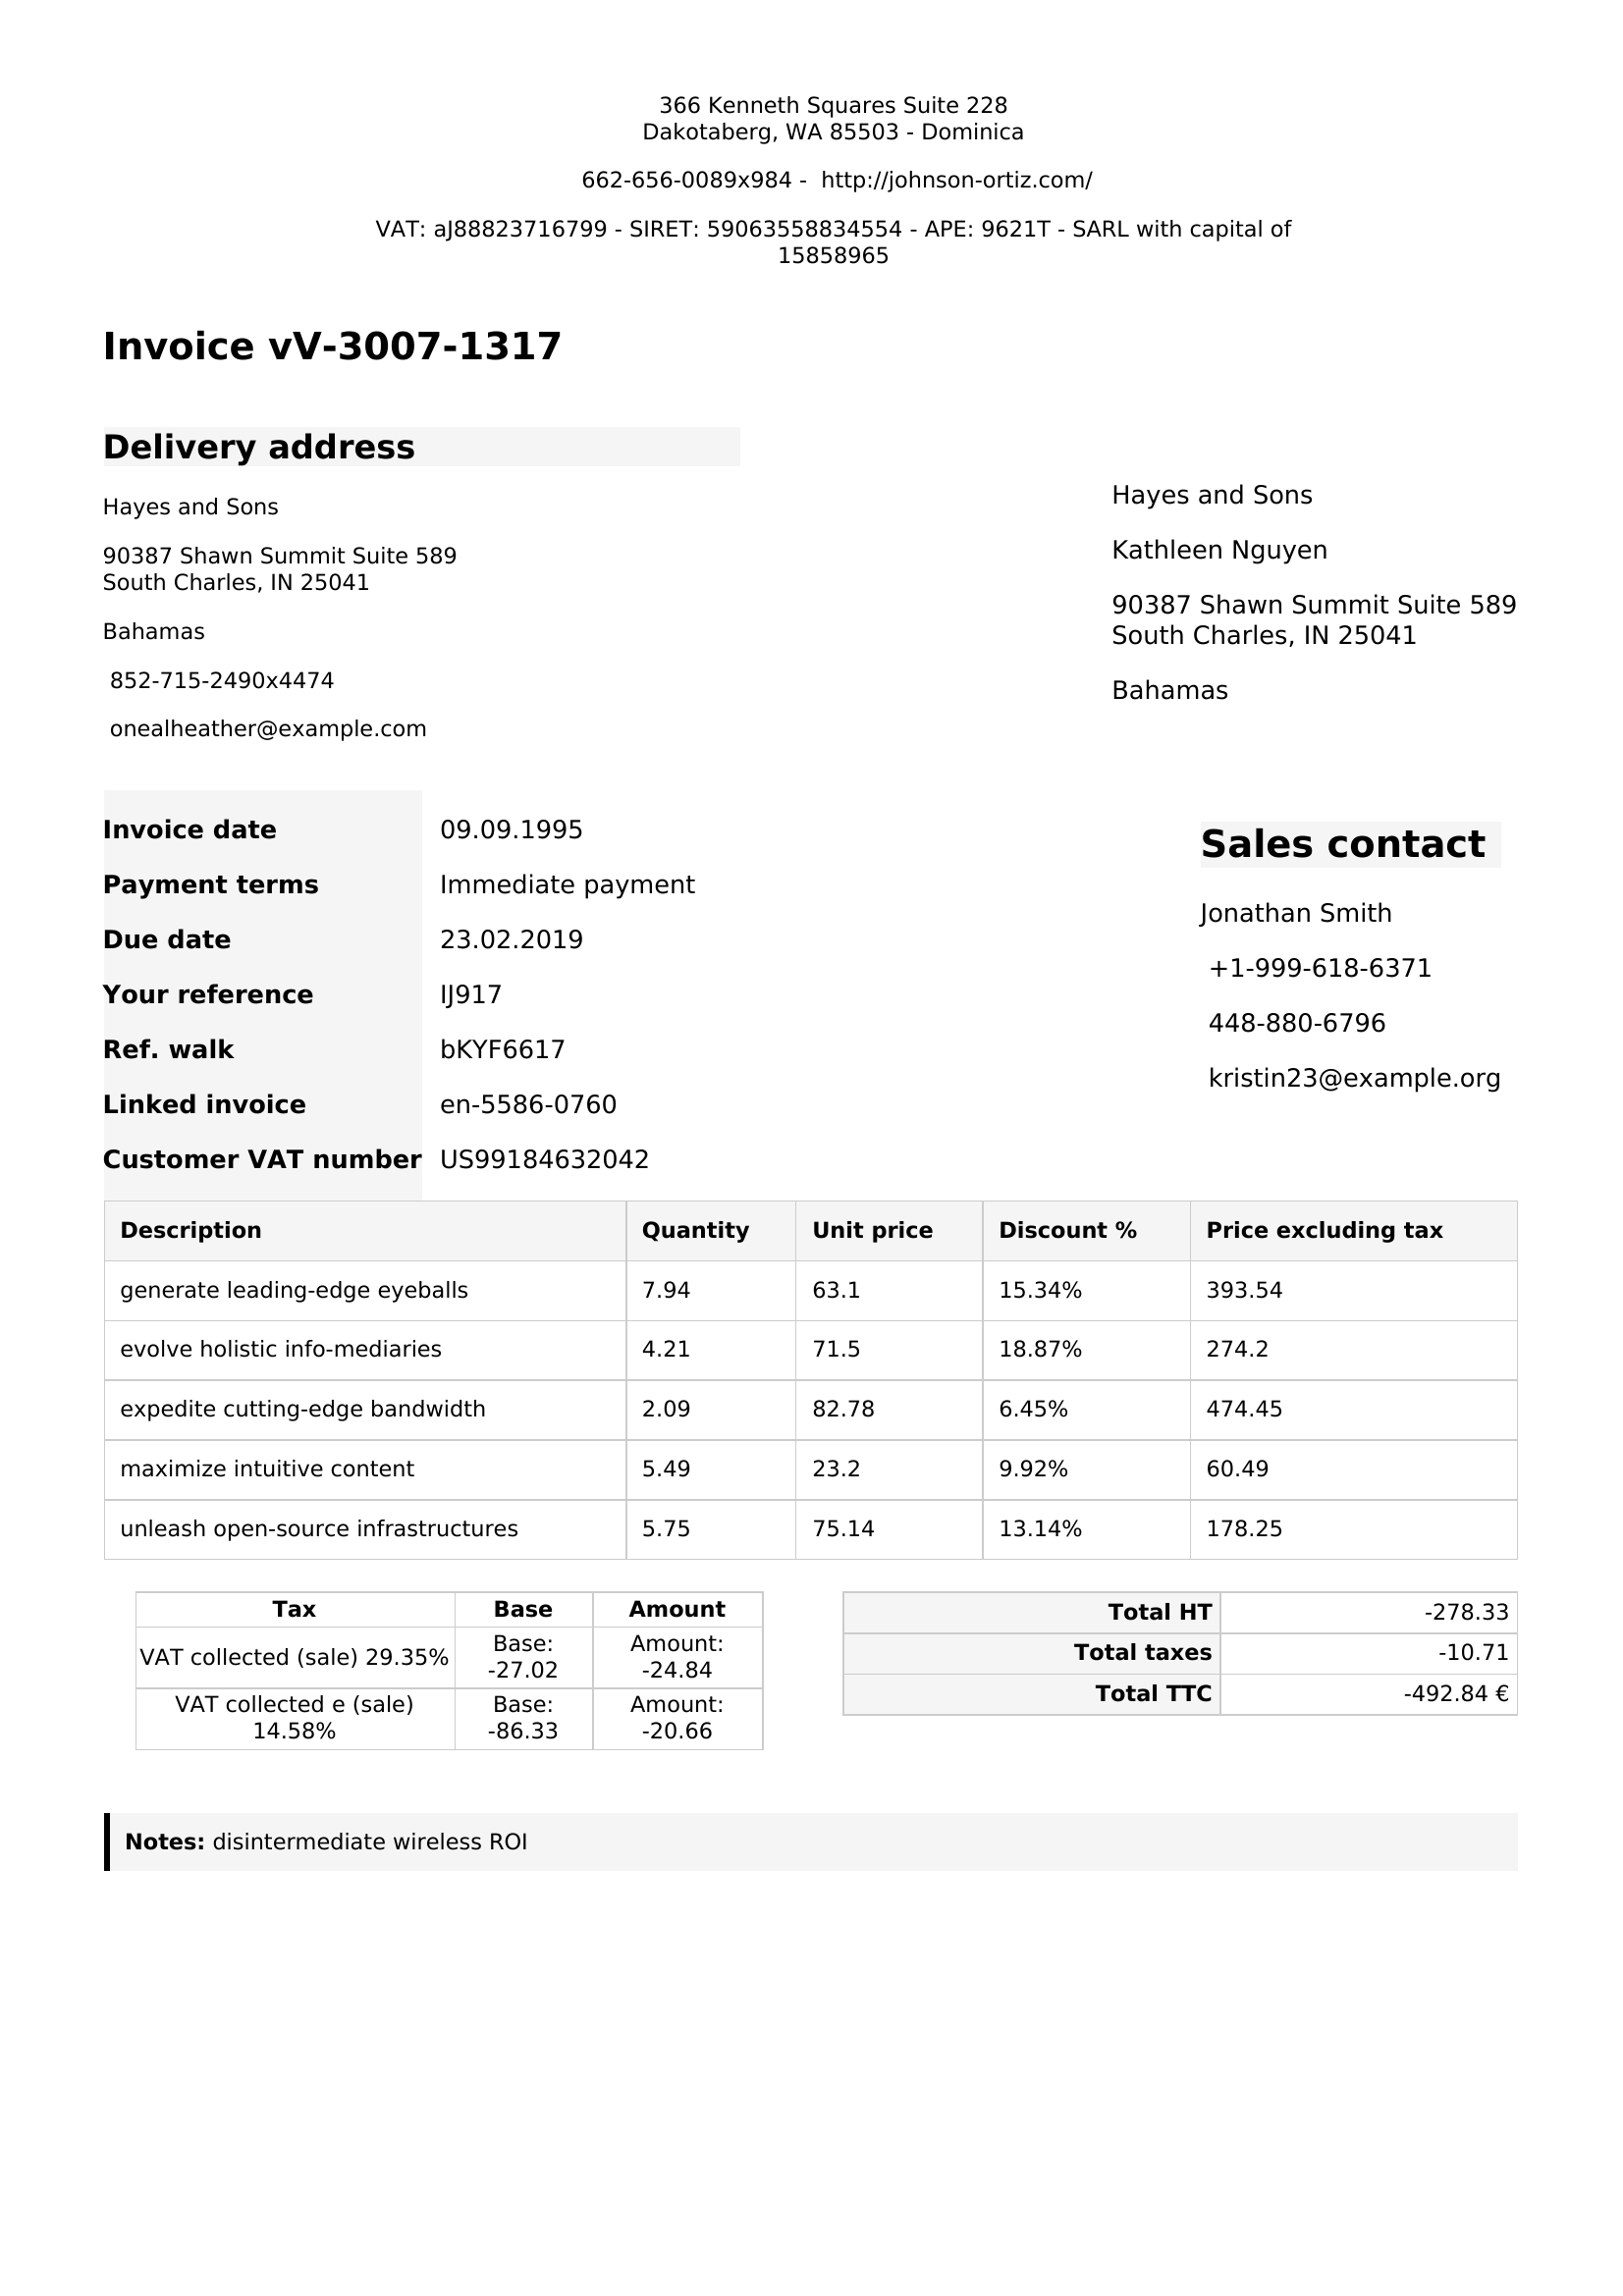 366 Kenneth Squares Suite 228
Dakotaberg, WA 85503 - Dominica
662-656-0089x984 - http://johnson-ortiz.com/
VAT: aJ88823716799 - SIRET: 59063558834554 - APE: 9621T - SARL with capital of
15858965
Invoice vV-3007-1317
Delivery address
Hayes and Sons
90387 Shawn Summit Suite 589
South Charles, IN 25041
Bahamas
852-715-2490x4474
onealheather@example.com
Hayes and Sons
Kathleen Nguyen
90387 Shawn Summit Suite 589
South Charles, IN 25041
Bahamas
Invoice date 09.09.1995
Payment terms Immediate payment
Due date 23.02.2019
Your reference IJ917
Ref. walk bKYF6617
Linked invoice en-5586-0760
Customer VAT number US99184632042
Sales contact
Jonathan Smith
+1-999-618-6371
448-880-6796
kristin23@example.org
Description Quantity Unit price Discount % Price excluding tax
generate leading-edge eyeballs 7.94 63.1 15.34% 393.54
evolve holistic info-mediaries 4.21 71.5 18.87% 274.2
expedite cutting-edge bandwidth 2.09 82.78 6.45% 474.45
maximize intuitive content 5.49 23.2 9.92% 60.49
unleash open-source infrastructures 5.75 75.14 13.14% 178.25
Tax Base Amount
VAT collected (sale) 29.35% Base: -27.02 Amount: -24.84
VAT collected e (sale) 14.58% Base: -86.33 Amount: -20.66
Total HT -278.33
Total taxes -10.71
Total TTC -492.84 €
Notes: disintermediate wireless ROI